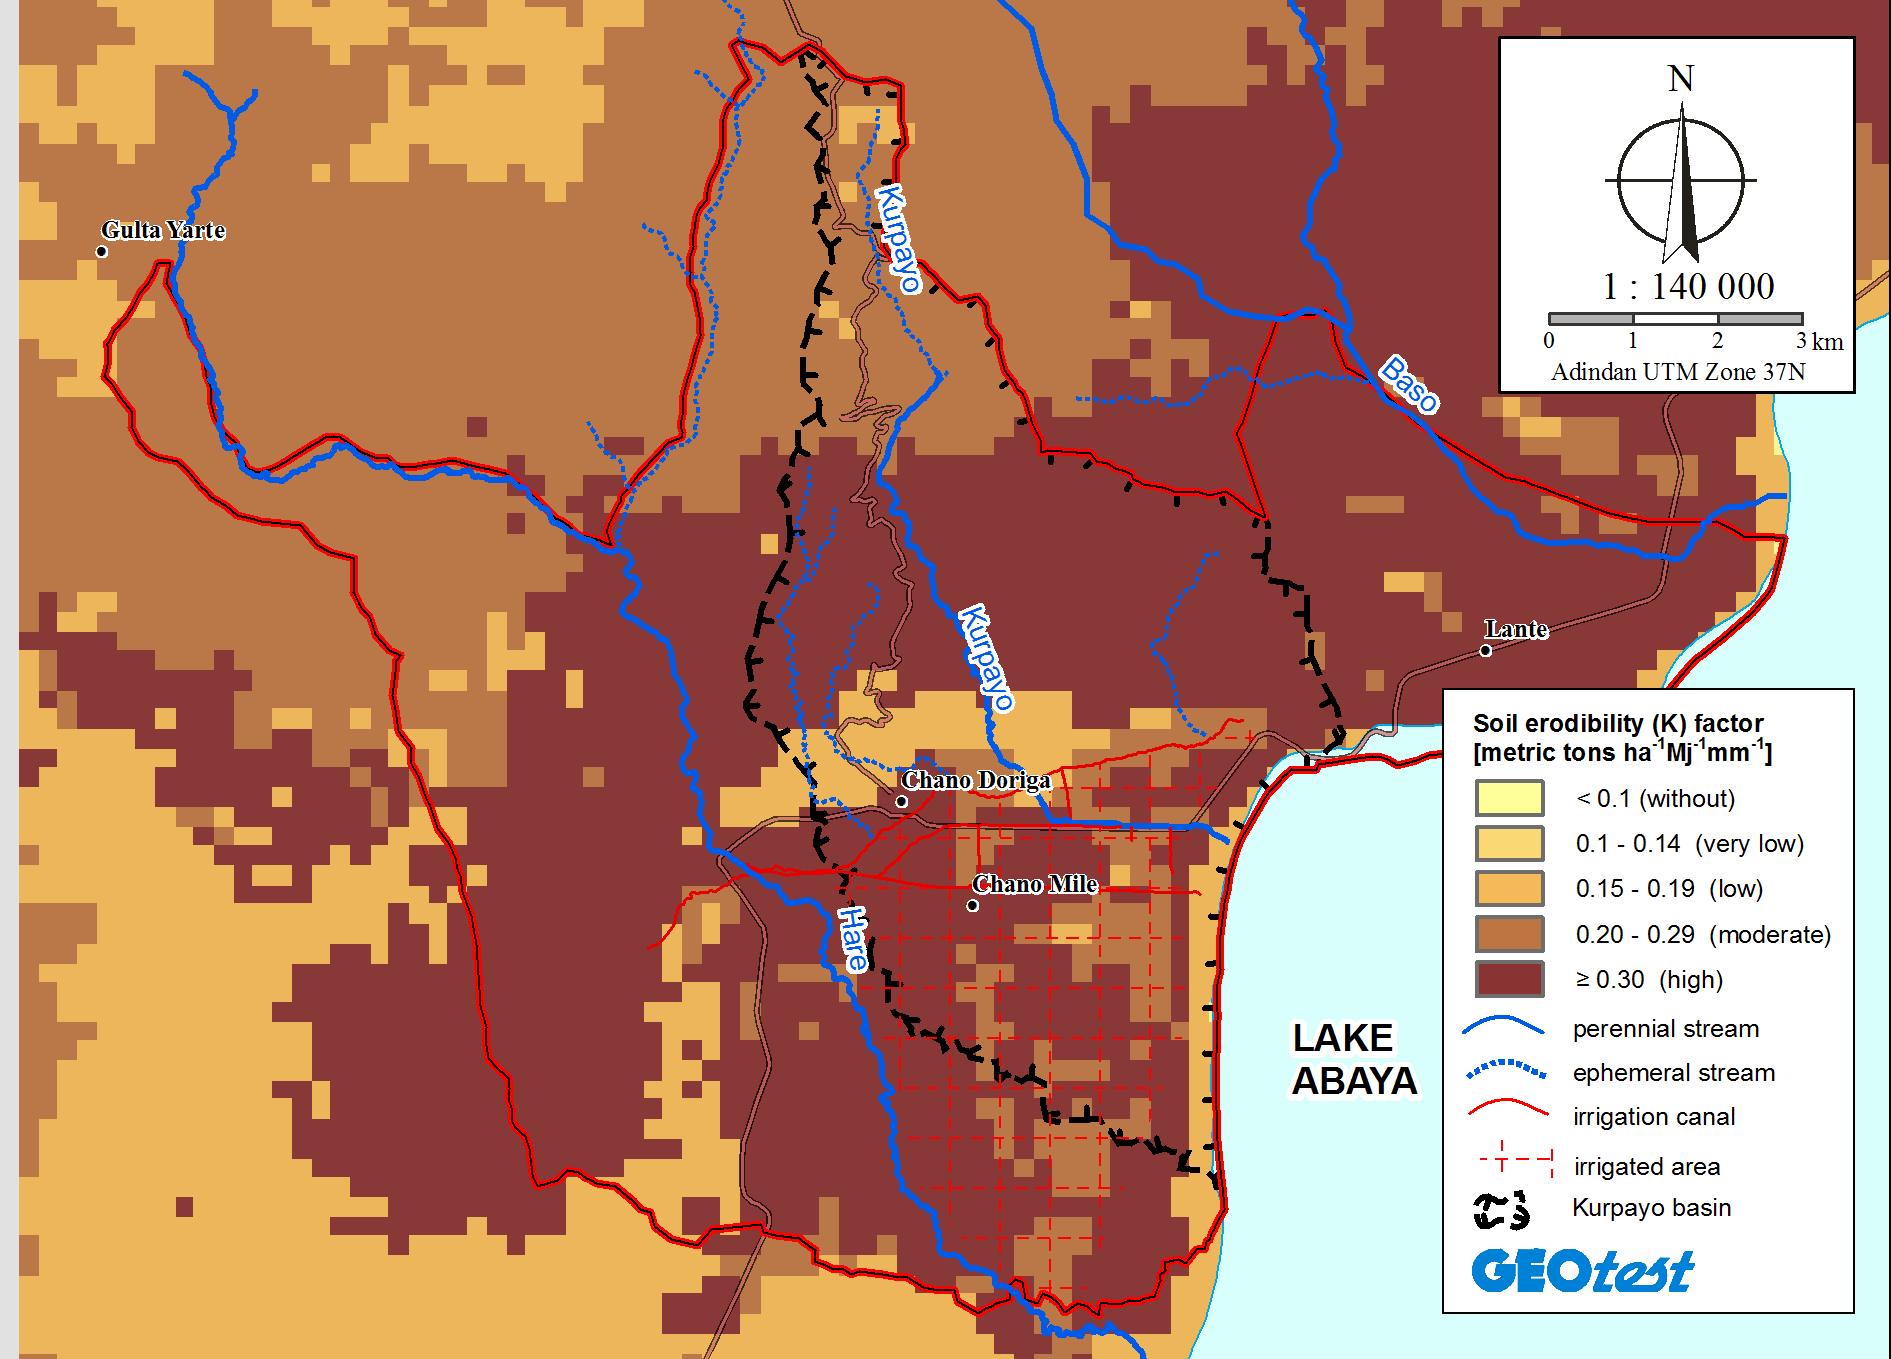 N
1 : 140 000
0 1 2 3 km
Adindan UTM Zone 37N
Gulta Yarte
Kurpayo
Baso
Kurpayo
Lante
Chano Doriga
Chano Mile
Hare
LAKE
ABAYA
Soil erodibility (K) factor
[metric tons ha⁻¹Mj⁻¹mm⁻¹]
< 0.1 (without)
0.1 - 0.14 (very low)
0.15 - 0.19 (low)
0.20 - 0.29 (moderate)
≥ 0.30 (high)
perennial stream
ephemeral stream
irrigation canal
irrigated area
Kurpayo basin
GEOtest